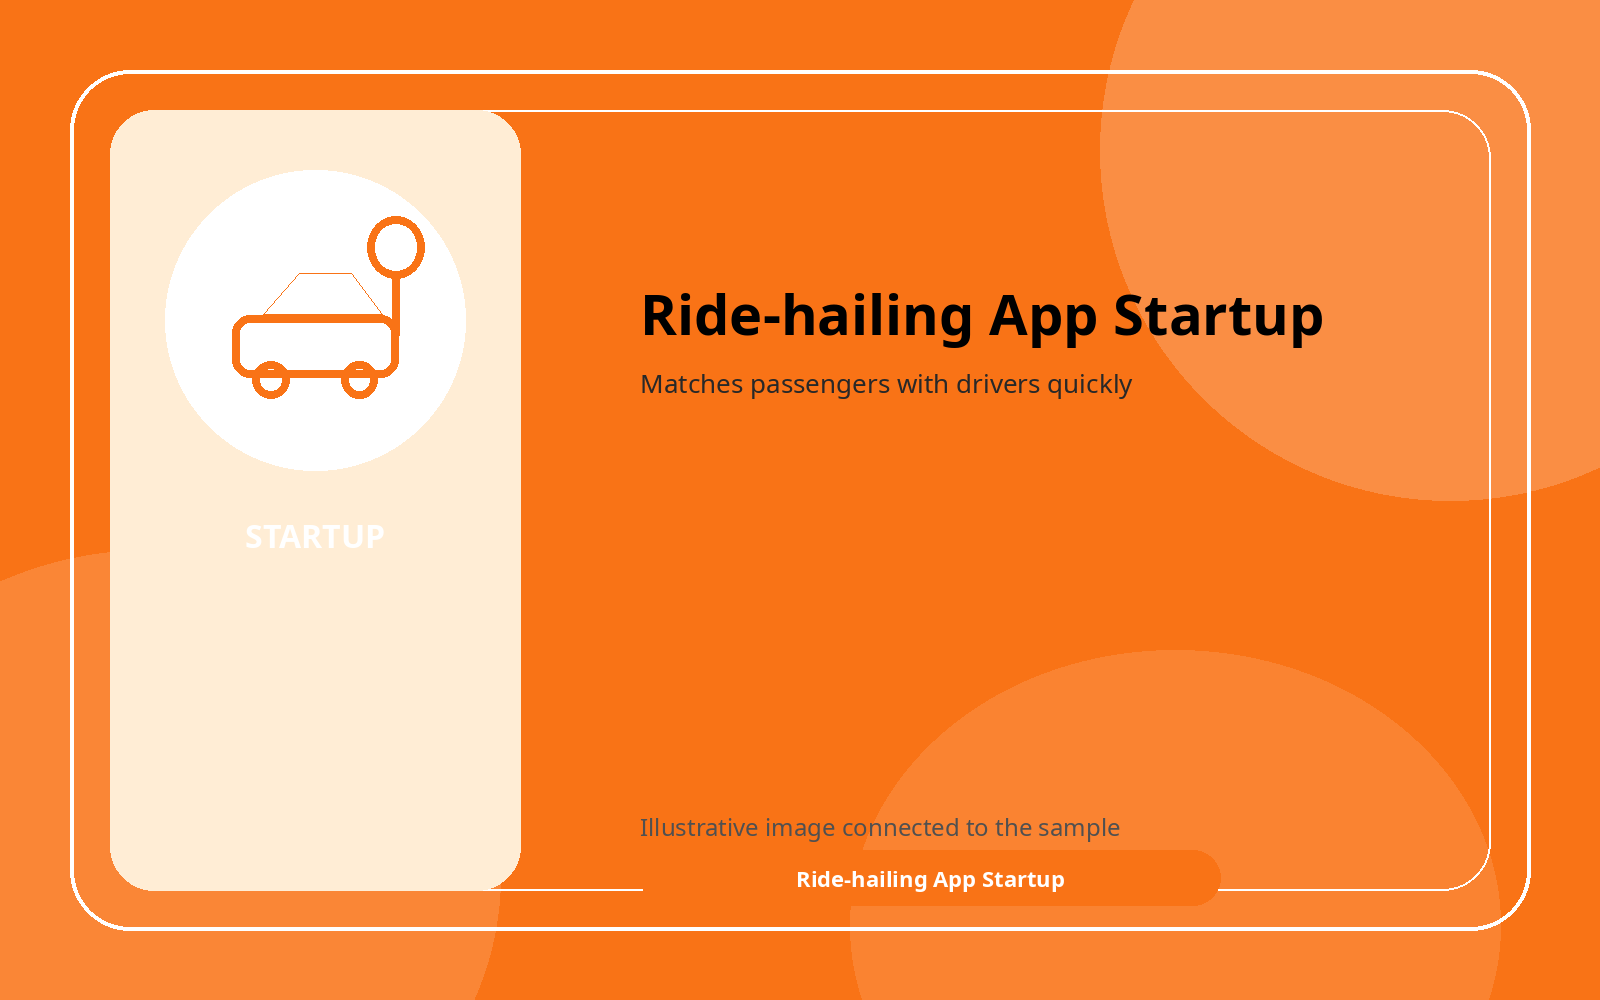 STARTUP
Ride-hailing App Startup
Matches passengers with drivers quickly
Illustrative image connected to the sample
Ride-hailing App Startup